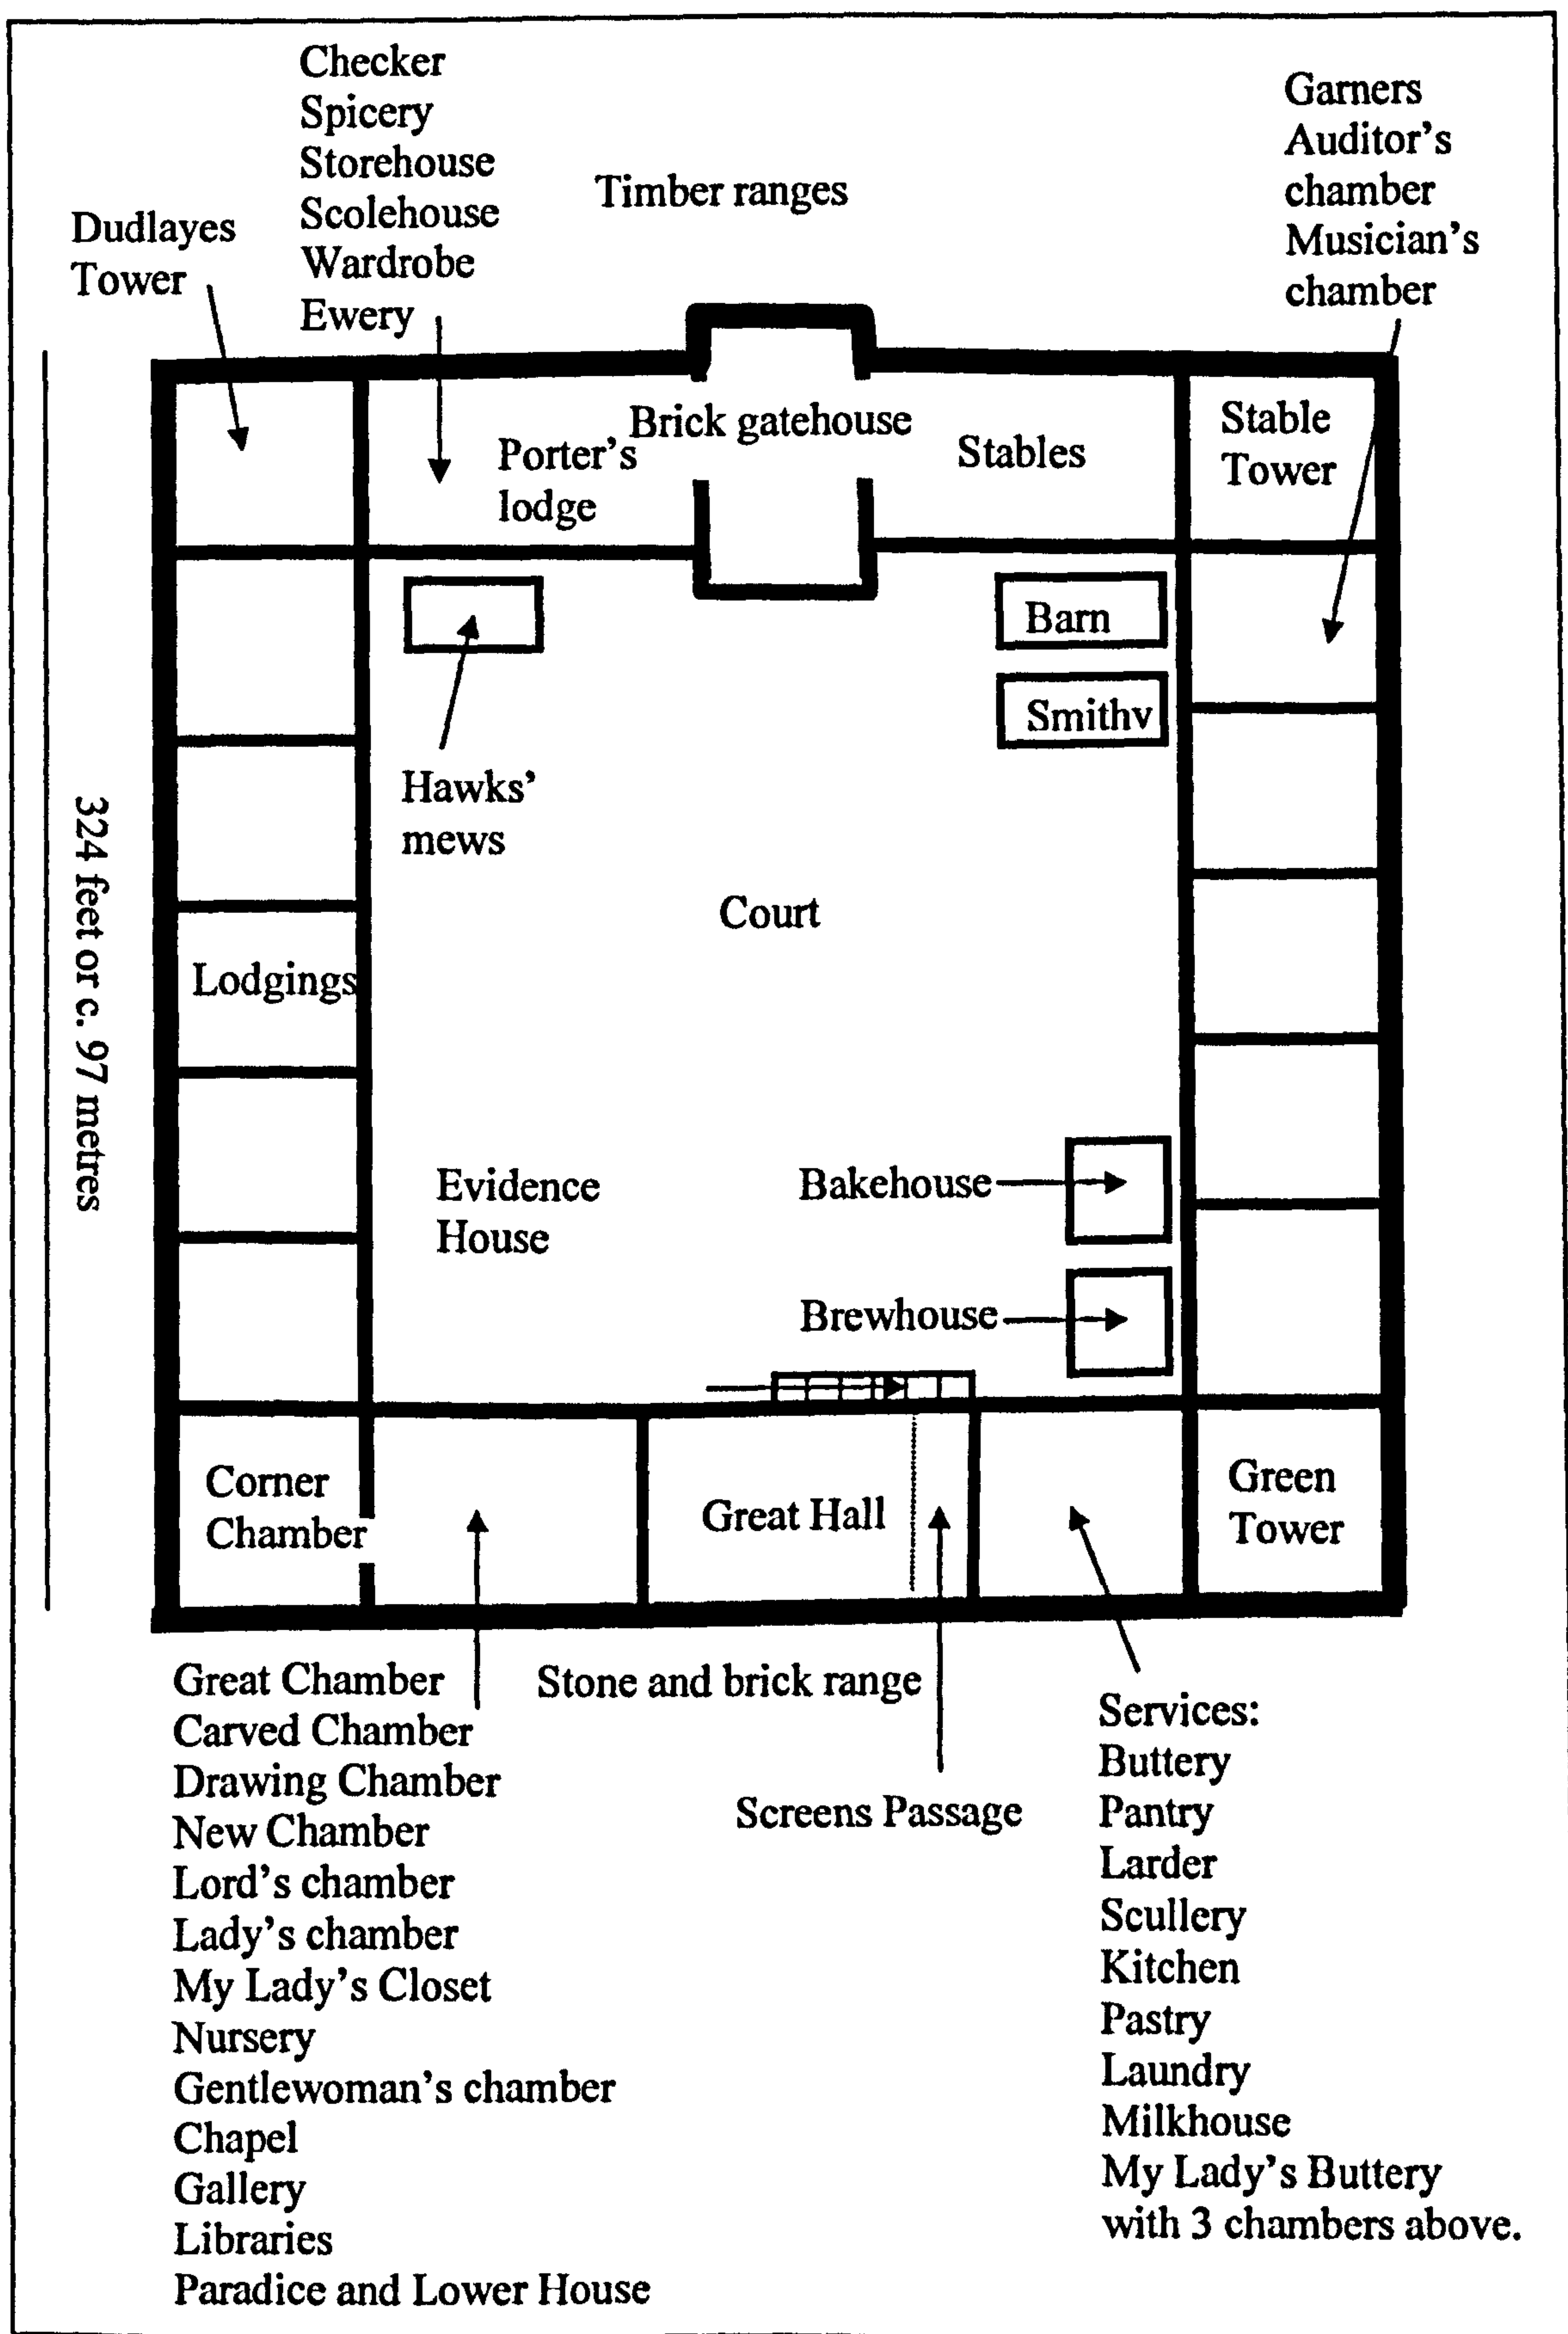 Checker
Spicery
Storehouse
Scolehouse
Wardrobe
Ewery
Dudlayes
Tower
Timber ranges
Garners
Auditor's
chamber
Musician's
chamber
Brick gatehouse
Porter's
lodge
Stables
Stable
Tower
Barn
Smithy
Hawks'
mews
Court
Lodgings
324 feet or c. 97 metres
Evidence
House
Bakehouse
Brewhouse
Corner
Chamber
Great Hall
Green
Tower
Great Chamber
Carved Chamber
Drawing Chamber
New Chamber
Lord's chamber
Lady's chamber
My Lady's Closet
Nursery
Gentlewoman's chamber
Chapel
Gallery
Libraries
Paradice and Lower House
Stone and brick range
Screens Passage
Services:
Buttery
Pantry
Larder
Scullery
Kitchen
Pastry
Laundry
Milkhouse
My Lady's Buttery
with 3 chambers above.